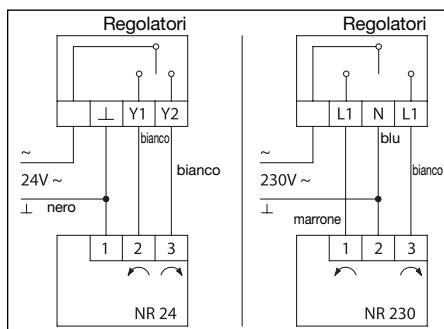 Regolatori
⊥ Y1 Y2
bianco
~
bianco
24V ~
⊥ nero
1 2 3
NR 24
Regolatori
L1 N L1
blu
~
bianco
230V ~
⊥
marrone
1 2 3
NR 230